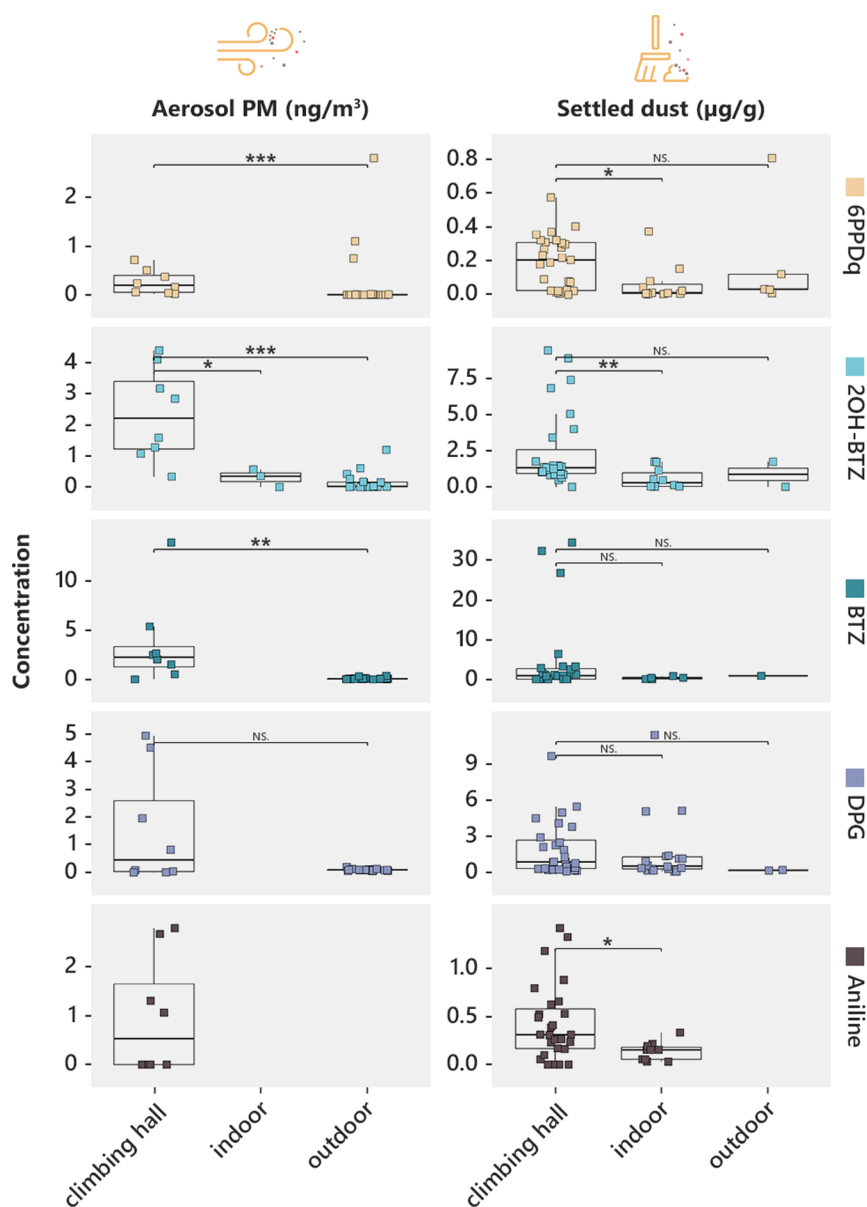 Aerosol PM (ng/m³)
Settled dust (µg/g)
Concentration
2
1
0
***
0.8
0.6
0.4
0.2
0.0
NS.
*
6PPDq
4
3
2
1
0
***
*
7.5
5.0
2.5
0.0
NS.
**
2OH-BTZ
10
5
0
**
30
20
10
0
NS.
NS.
BTZ
5
4
3
2
1
0
NS.
9
6
3
0
NS.
NS.
DPG
2
1
0
1.0
0.5
0.0
*
Aniline
climbing hall
indoor
outdoor
climbing hall
indoor
outdoor